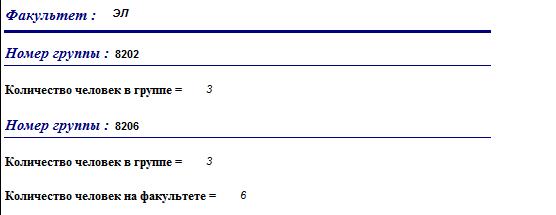 Факультет : ЭЛ
Номер группы : 8202
Количество человек в группе = 3
Номер группы : 8206
Количество человек в группе = 3
Количество человек на факультете = 6